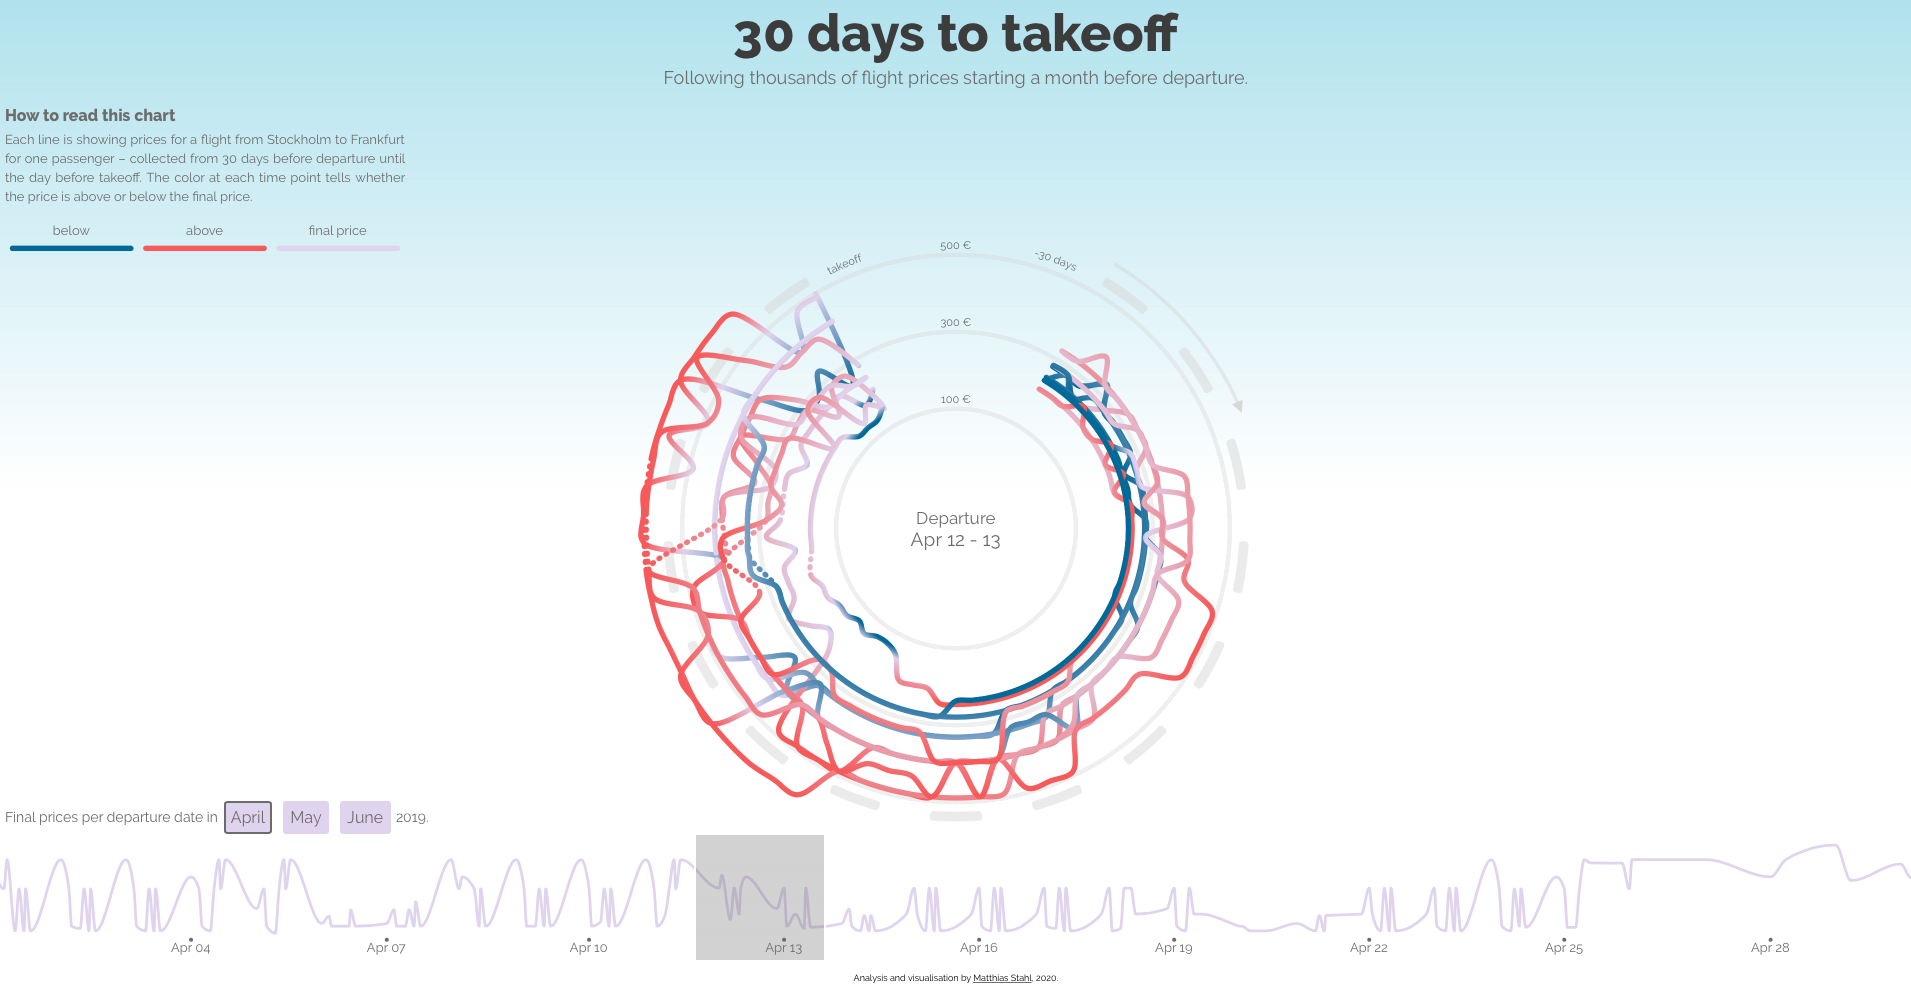 30 days to takeoff
Following thousands of flight prices starting a month before departure.
How to read this chart
Each line is showing prices for a flight from Stockholm to Frankfurt
for one passenger – collected from 30 days before departure until
the day before takeoff. The color at each time point tells whether
the price is above or below the final price.
below above final price
500 €
takeoff
-30 days
300 €
100 €
Departure
Apr 12 - 13
Final prices per departure date in April May June 2019.
Apr 04 Apr 07 Apr 10 Apr 13 Apr 16 Apr 19 Apr 22 Apr 25 Apr 28
Analysis and visualisation by Matthias Stahl, 2020.